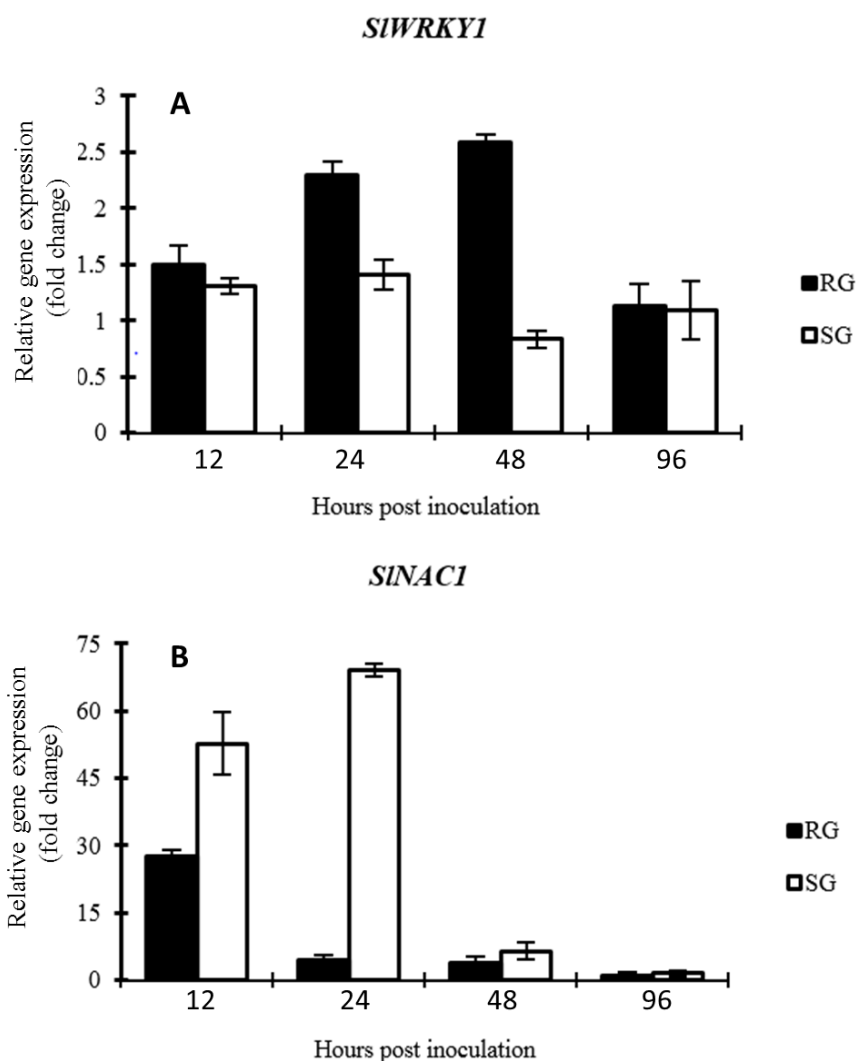 SlWRKY1
A
Relative gene expression
(fold change)
3
2.5
2
1.5
1
0.5
0
12 24 48 96
Hours post inoculation
RG
SG
SlNAC1
B
Relative gene expression
(fold change)
75
60
45
30
15
0
12 24 48 96
Hours post inoculation
RG
SG